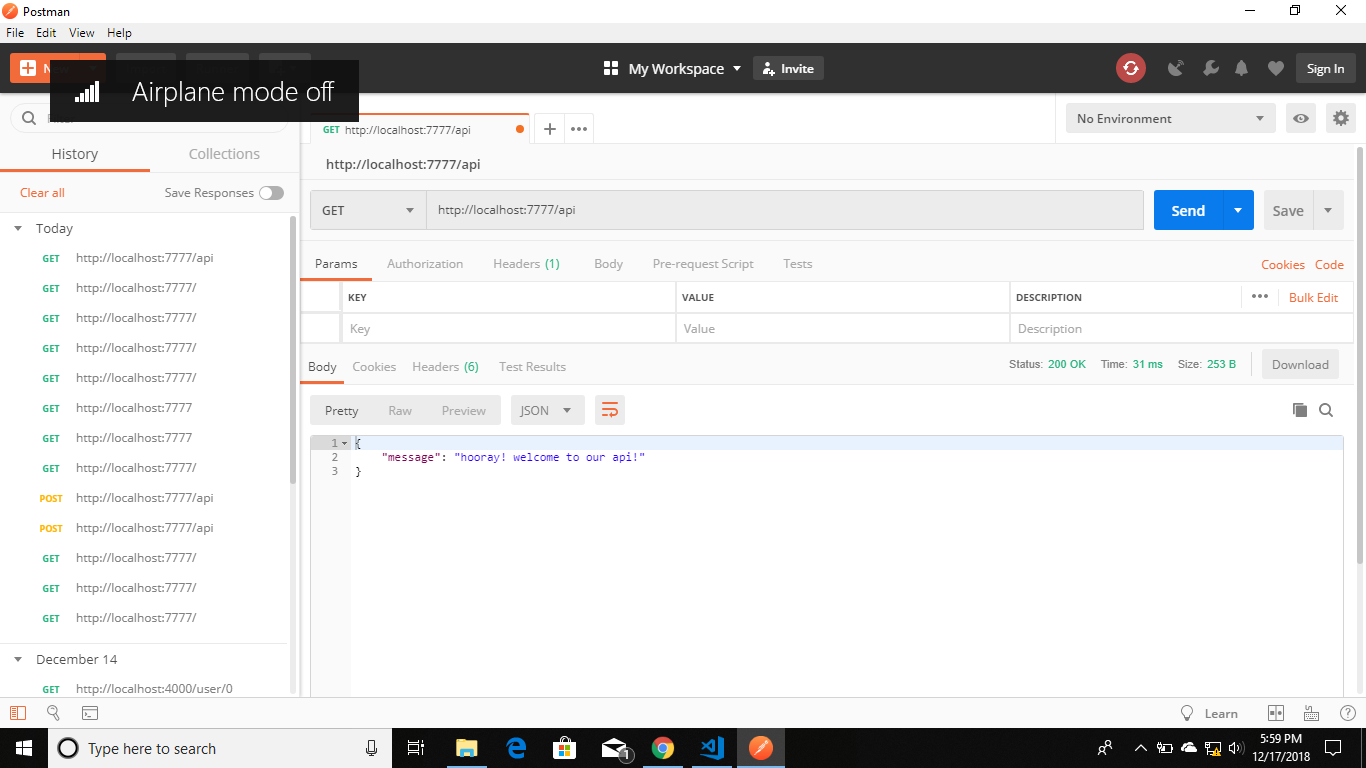 Postman
File Edit View Help
N
Airplane mode off
My Workspace
Invite
Sign In
GET http://localhost:7777/api
No Environment
History Collections
http://localhost:7777/api
Clear all Save Responses
GET http://localhost:7777/api Send Save
Today
GET http://localhost:7777/api
GET http://localhost:7777/
GET http://localhost:7777/
GET http://localhost:7777/
GET http://localhost:7777/
GET http://localhost:7777
GET http://localhost:7777
GET http://localhost:7777/
POST http://localhost:7777/api
POST http://localhost:7777/api
GET http://localhost:7777/
GET http://localhost:7777/
GET http://localhost:7777/
December 14
GET http://localhost:4000/user/0
Params Authorization Headers (1) Body Pre-request Script Tests Cookies Code
KEY VALUE DESCRIPTION ••• Bulk Edit
Key Value Description
Body Cookies Headers (6) Test Results Status: 200 OK Time: 31 ms Size: 253 B Download
Pretty Raw Preview JSON
1 {
2 "message": "hooray! welcome to our api!"
3 }
Learn
Type here to search
1
5:59 PM
12/17/2018